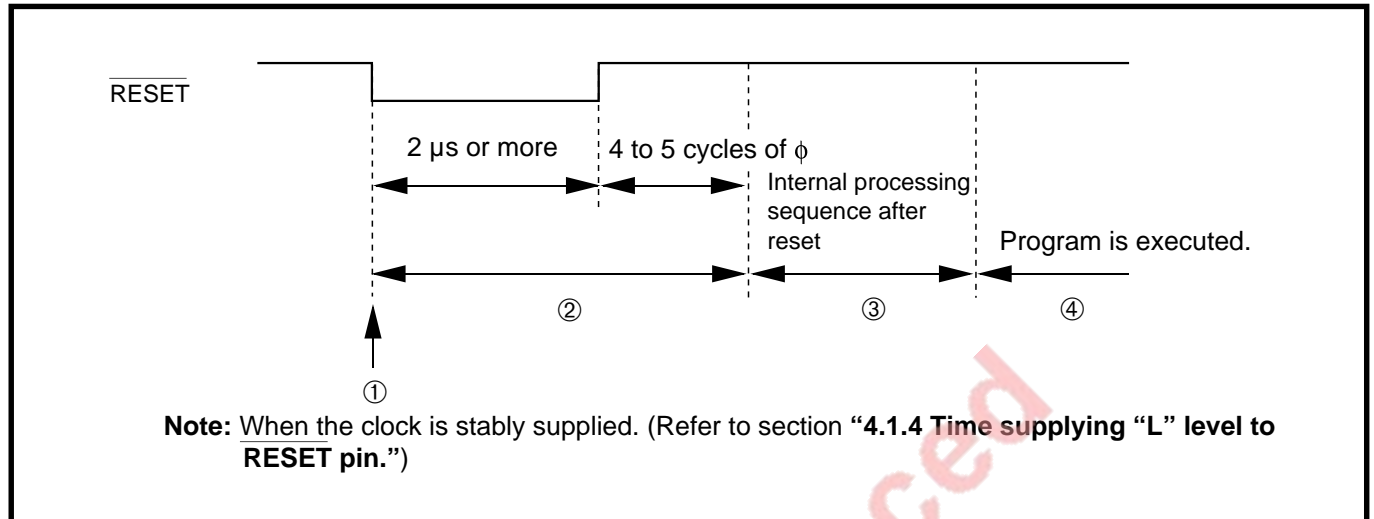 RESET
2 µs or more
4 to 5 cycles of ϕ
Internal processing
sequence after
reset
Program is executed.
②
③
④
①
Note: When the clock is stably supplied. (Refer to section “4.1.4 Time supplying “L” level to
RESET pin.”)